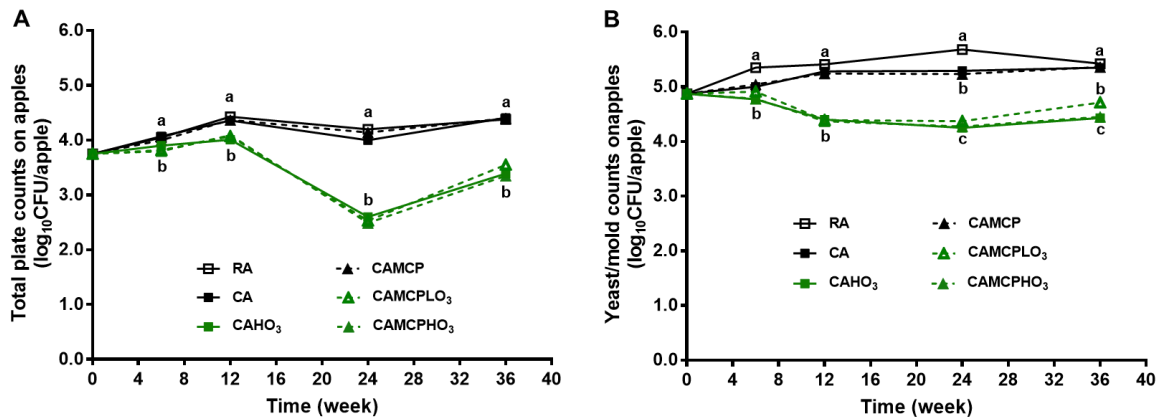 A
Total plate counts on apples
(log₁₀CFU/apple)
6.0
5.0
4.0
3.0
2.0
1.0
0.0
a
a
a
a
b
b
b
b
RA
CAMCP
CA
CAMCPLO₃
CAHO₃
CAMCPHO₃
0 4 8 12 16 20 24 28 32 36 40
Time (week)
B
Yeast/mold counts onapples
(log₁₀CFU/apple)
6.0
5.0
4.0
3.0
2.0
1.0
0.0
a
a
a
a
b
b
b
b
c
c
RA
CAMCP
CA
CAMCPLO₃
CAHO₃
CAMCPHO₃
0 4 8 12 16 20 24 28 32 36 40
Time (week)